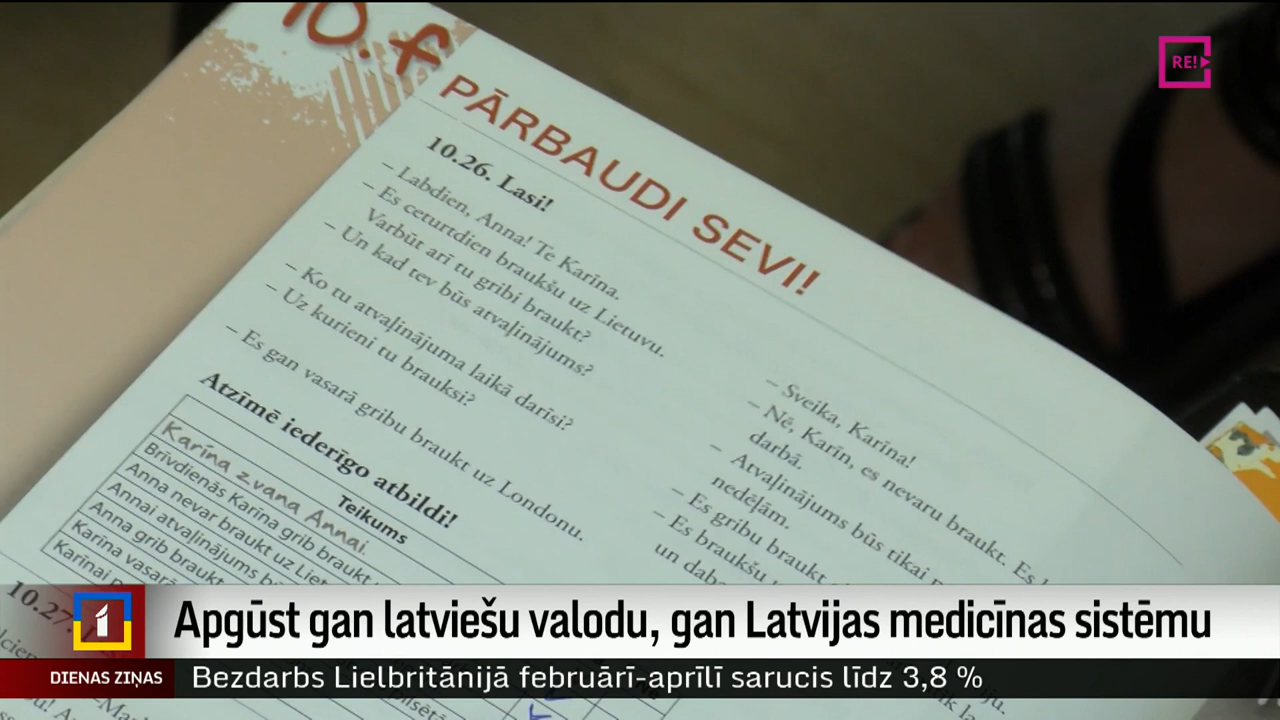 RE!
10. f
PĀRBAUDI SEVI!
10.26. Lasi!
– Labdien, Anna! Te Karīna.
– Es ceturtdien braukšu uz Lietuvu.
Varbūt arī tu gribi braukt?
– Un kad tev būs atvaļinājums?
– Ko tu atvaļinājuma laikā darīsi?
– Uz kurieni tu brauksi?
– Es gan vasarā gribu braukt uz Londonu.
– Sveika, Karīna!
– Nē, Karīn, es nevaru braukt. Es
darbā.
– Atvaļinājums būs tikai
nedēļām.
– Es gribu braukt
– Es braukšu
un
Atzīmē iederīgo atbildi!
Teikums
Karīna zvana Annai.
Brīvdienās Karīna grib braukt
Anna nevar braukt uz
Annai atvaļinājums
Anna grib braukt
Karīna vasarā
Karīnai
10.27.
1
Apgūst gan latviešu valodu, gan Latvijas medicīnas sistēmu
DIENAS ZIŅAS
Bezdarbs Lielbritānijā februārī-aprīlī sarucis līdz 3,8 %